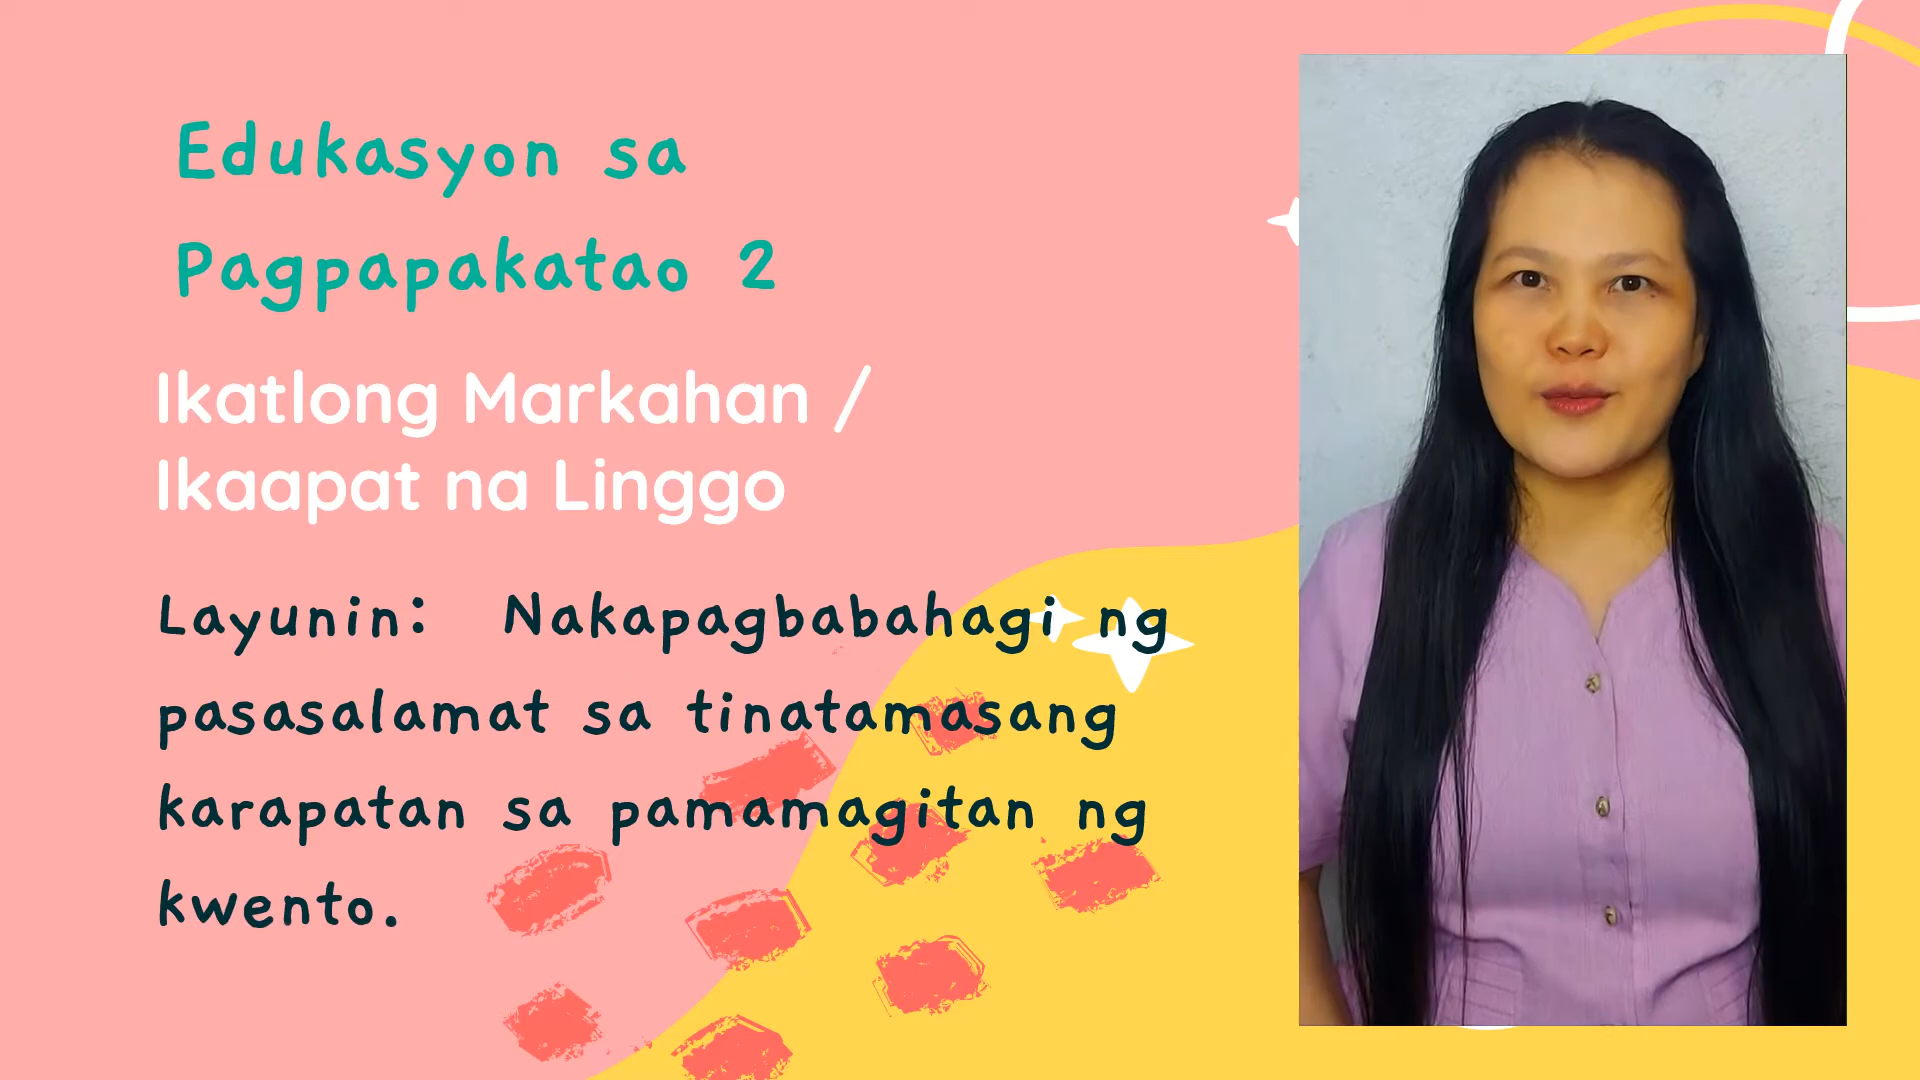 Edukasyon sa
Pagpapakatao 2
Ikatlong Markahan /
Ikaapat na Linggo
Layunin: Nakapagbabahagi ng
pasasalamat sa tinatamasang
karapatan sa pamamagitan ng
kwento.